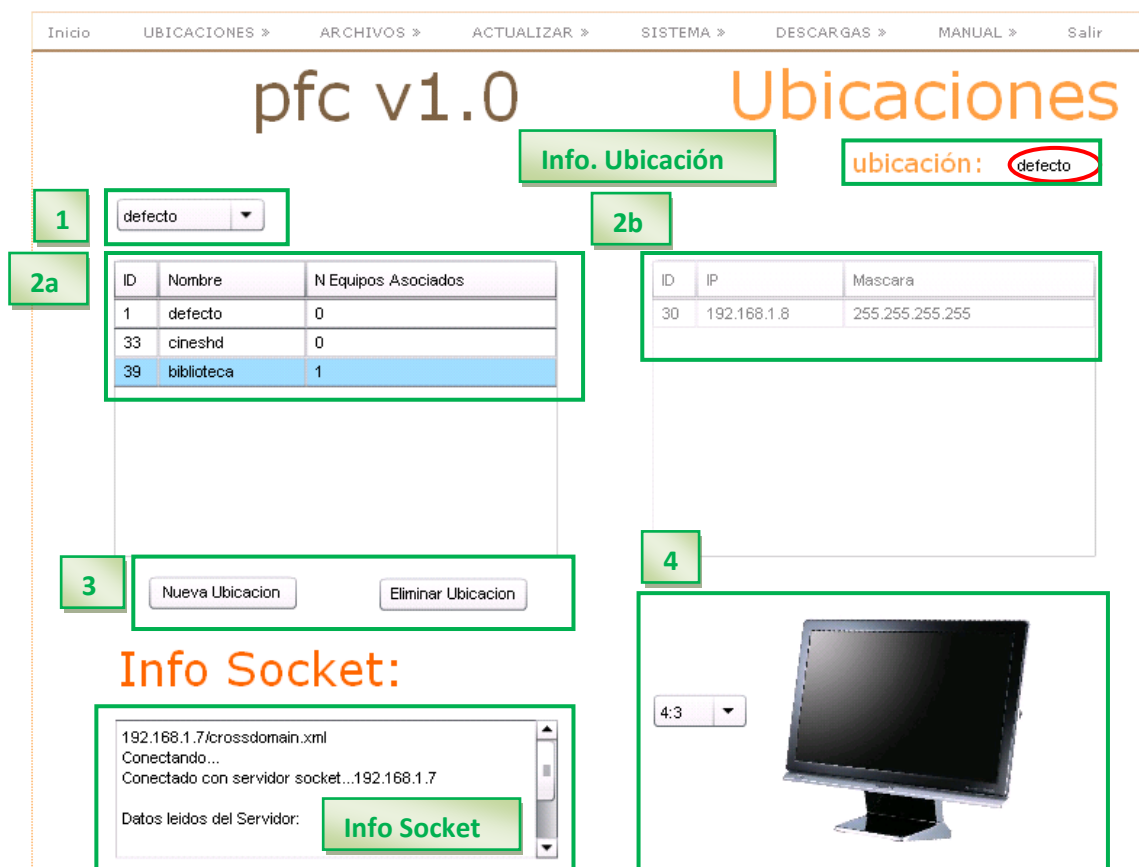 Inicio UBICACIONES » ARCHIVOS » ACTUALIZAR » SISTEMA » DESCARGAS » MANUAL » Salir
pfc v1.0 Ubicaciones
Info. Ubicación ubicación: defecto
1 defecto 2b
2a
ID Nombre N Equipos Asociados
1 defecto 0
33 cineshd 0
39 biblioteca 1
ID IP Mascara
30 192.168.1.8 255.255.255.255
3 Nueva Ubicacion Eliminar Ubicacion
4
Info Socket:
4:3
192.168.1.7/crossdomain.xml
Conectando...
Conectado con servidor socket...192.168.1.7
Datos leidos del Servidor:
Info Socket